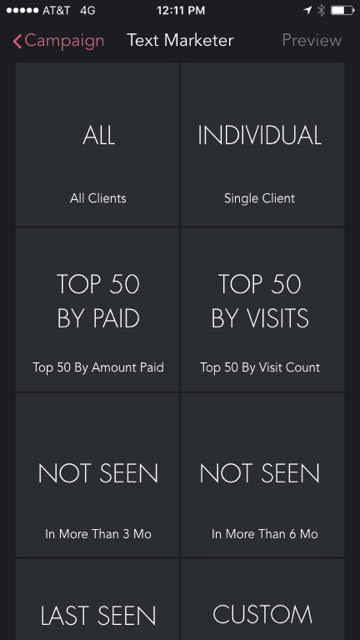 AT&T 4G 12:11 PM
Campaign Text Marketer Preview
ALL
All Clients
INDIVIDUAL
Single Client
TOP 50
BY PAID
Top 50 By Amount Paid
TOP 50
BY VISITS
Top 50 By Visit Count
NOT SEEN
In More Than 3 Mo
NOT SEEN
In More Than 6 Mo
LAST SEEN
CUSTOM